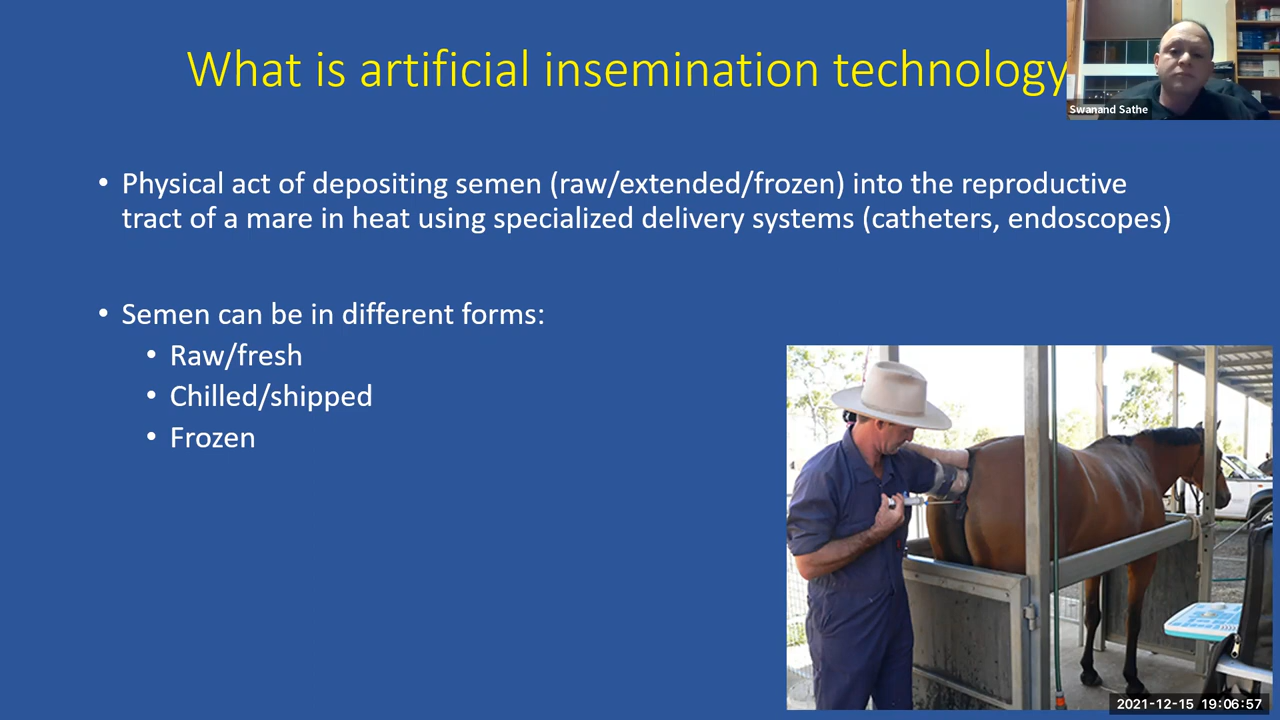 What is artificial insemination technology
Swanand Sathe
• Physical act of depositing semen (raw/extended/frozen) into the reproductive
tract of a mare in heat using specialized delivery systems (catheters, endoscopes)
• Semen can be in different forms:
• Raw/fresh
• Chilled/shipped
• Frozen
2021-12-15 19:06:57